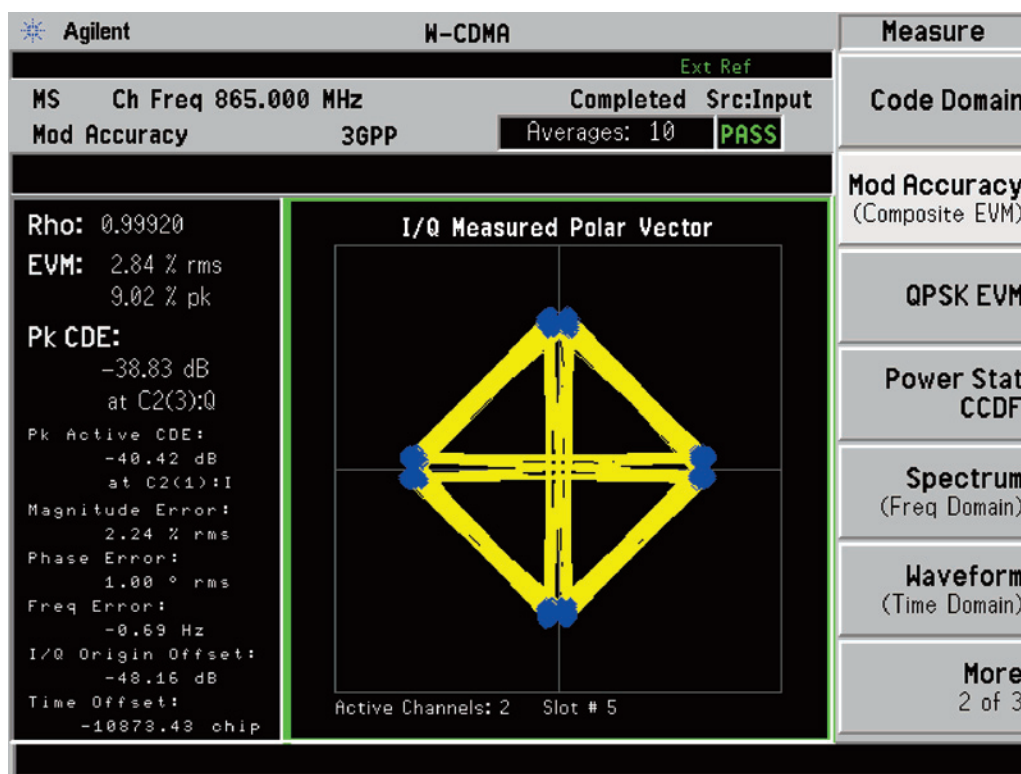 Agilent
W-CDMA
Measure
Ext Ref
MS Ch Freq 865.000 MHz Completed Src:Input
Mod Accuracy 3GPP Averages: 10 PASS
Rho: 0.99920
EVM: 2.84 % rms
9.02 % pk
Pk CDE:
-38.83 dB
at C2(3):Q
Pk Active CDE:
-40.42 dB
at C2(1):I
Magnitude Error:
2.24 % rms
Phase Error:
1.00 ° rms
Freq Error:
-0.69 Hz
I/Q Origin Offset:
-48.16 dB
Time Offset:
-10873.43 chip
I/Q Measured Polar Vector
Active Channels: 2 Slot # 5
Code Domain
Mod Accuracy
(Composite EVM)
QPSK EVM
Power Stat
CCDF
Spectrum
(Freq Domain)
Waveform
(Time Domain)
More
2 of 3